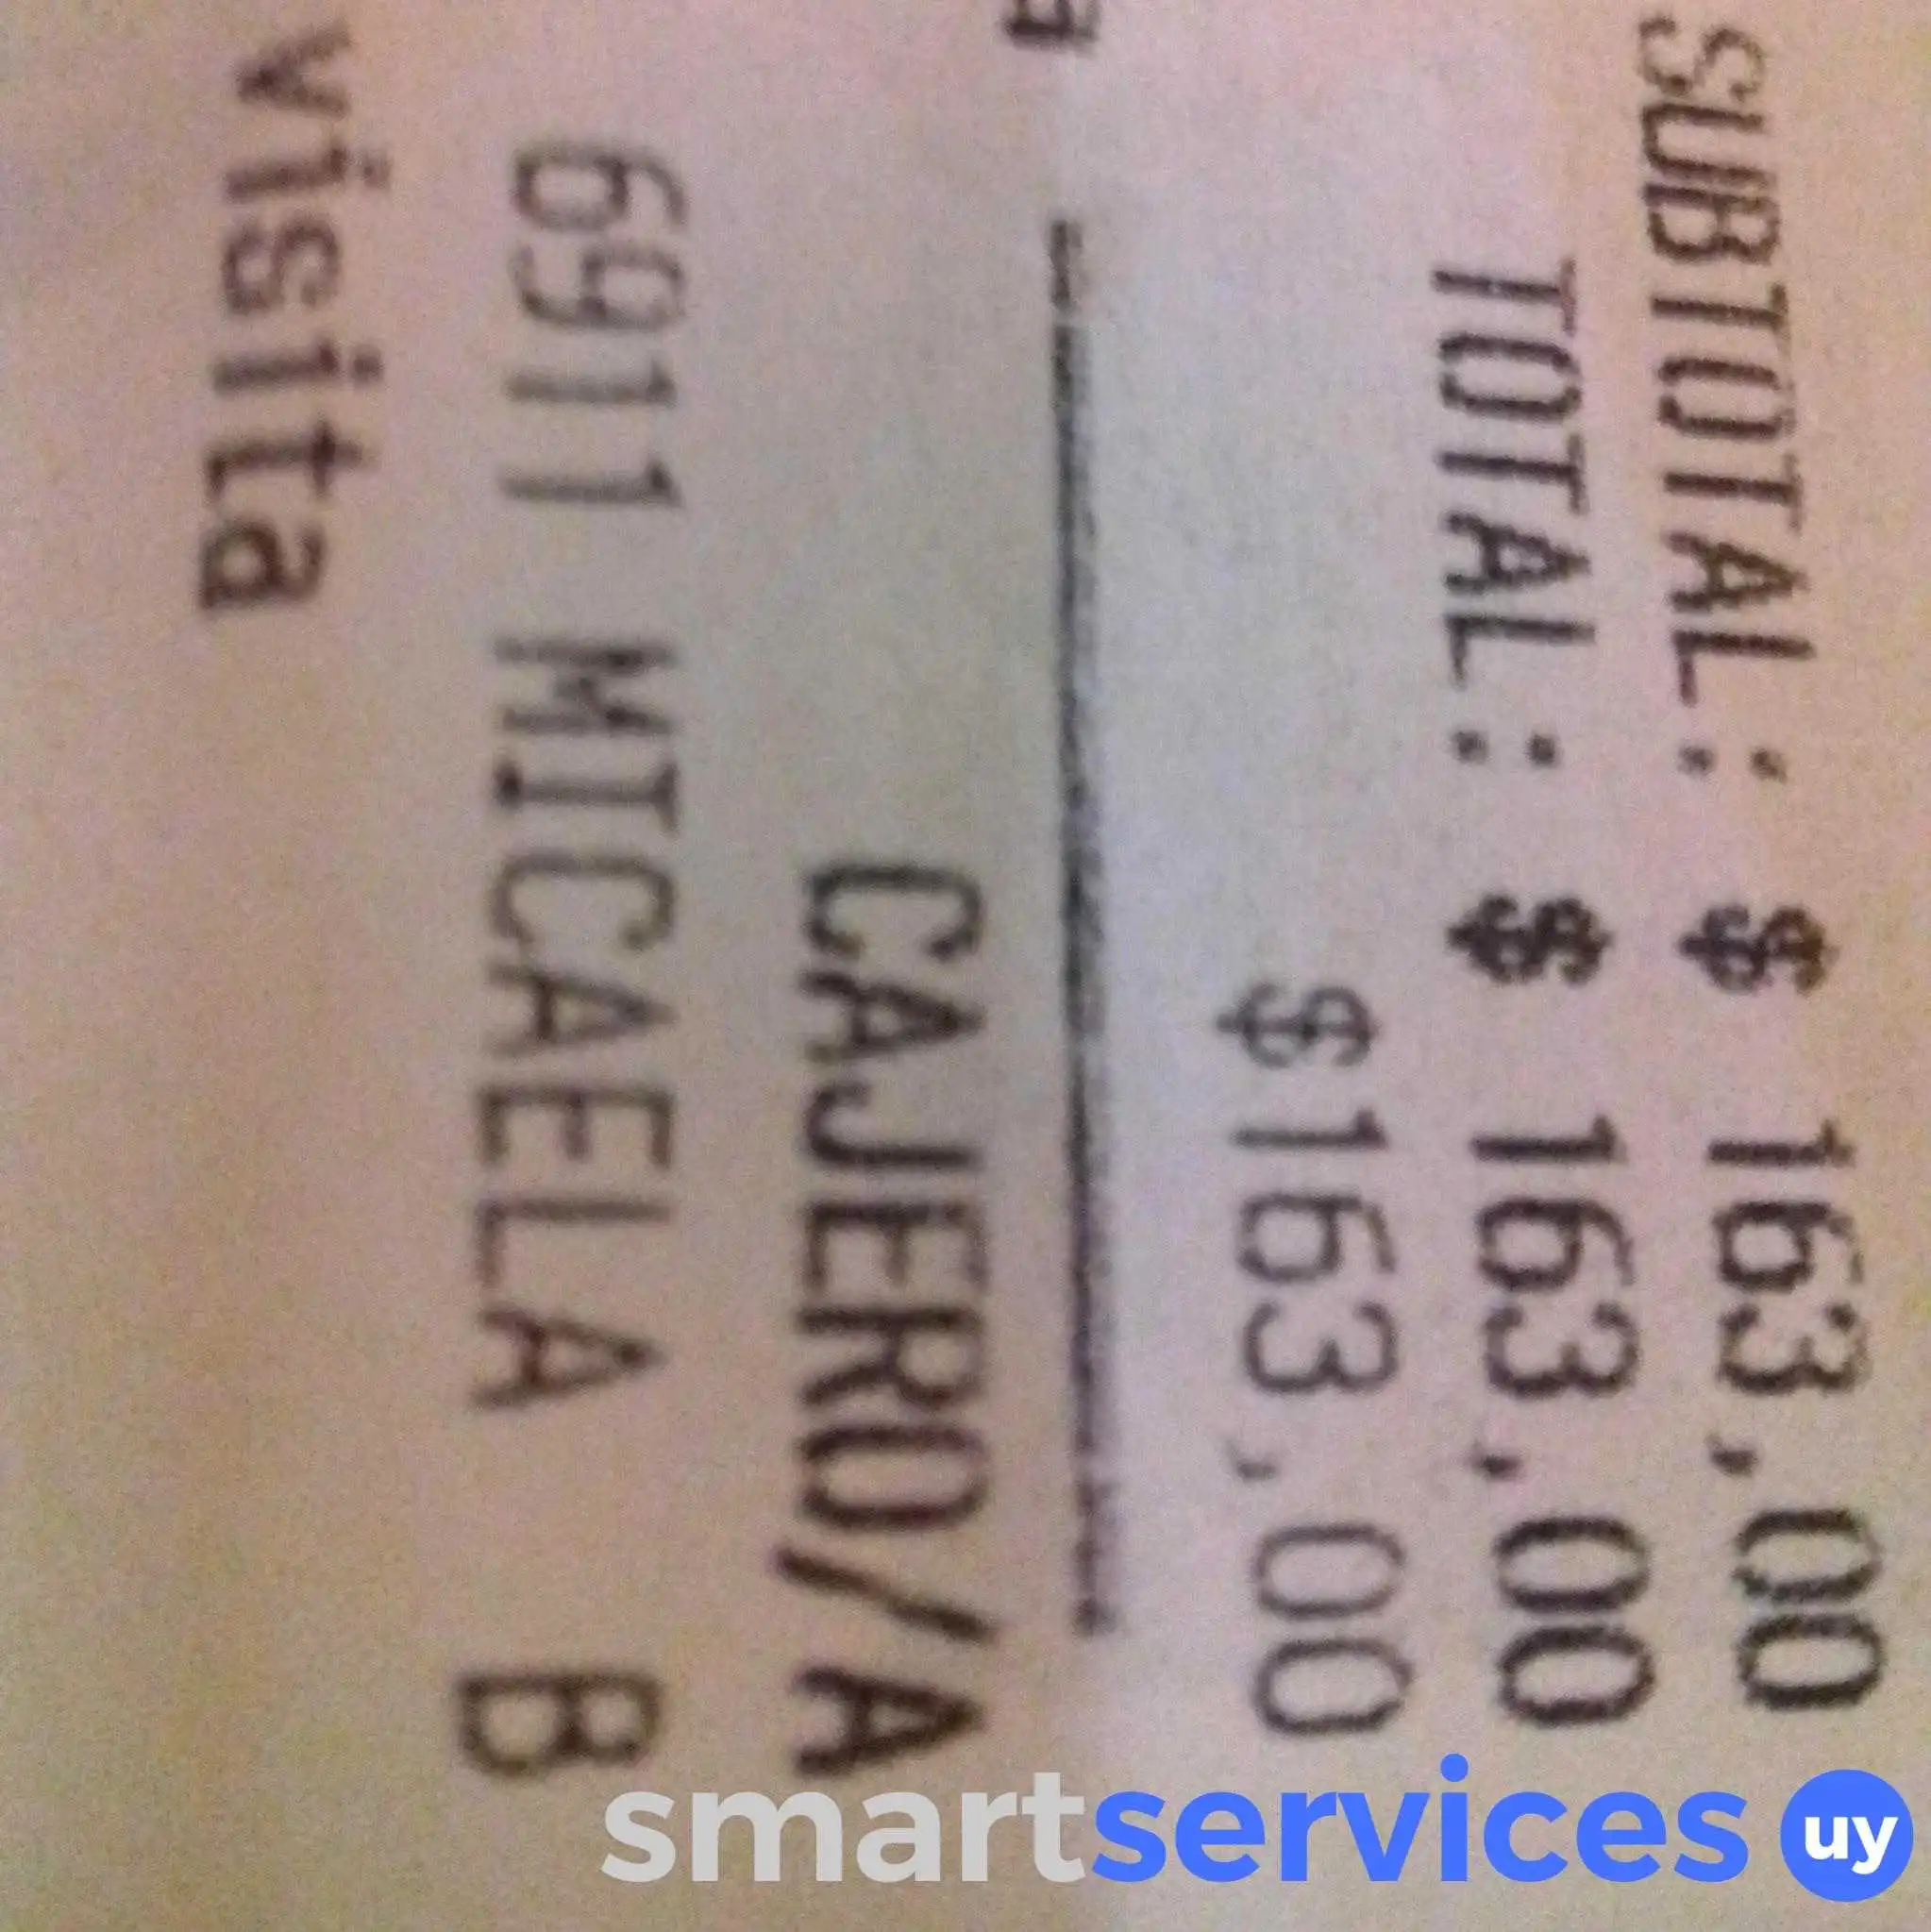 SUBTOTAL: $ 163,00
TOTAL: $ 163,00
$163,00
CAJERO/A
6911 MICAELA B
visita
smartservices uy